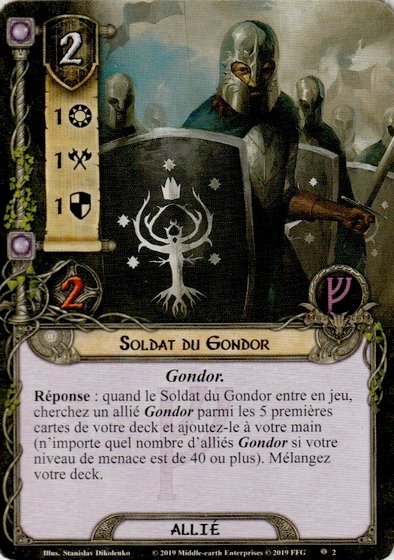 2
1
1
1
2
Soldat du Gondor
Gondor.
Réponse : quand le Soldat du Gondor entre en jeu,
cherchez un allié Gondor parmi les 5 premières
cartes de votre deck et ajoutez-le à votre main
(n'importe quel nombre d'alliés Gondor si votre
niveau de menace est de 40 ou plus). Mélangez
votre deck.
Allié
Illus. Stanislav Dikolenko © 2019 Middle-earth Enterprises © 2019 FFG 2